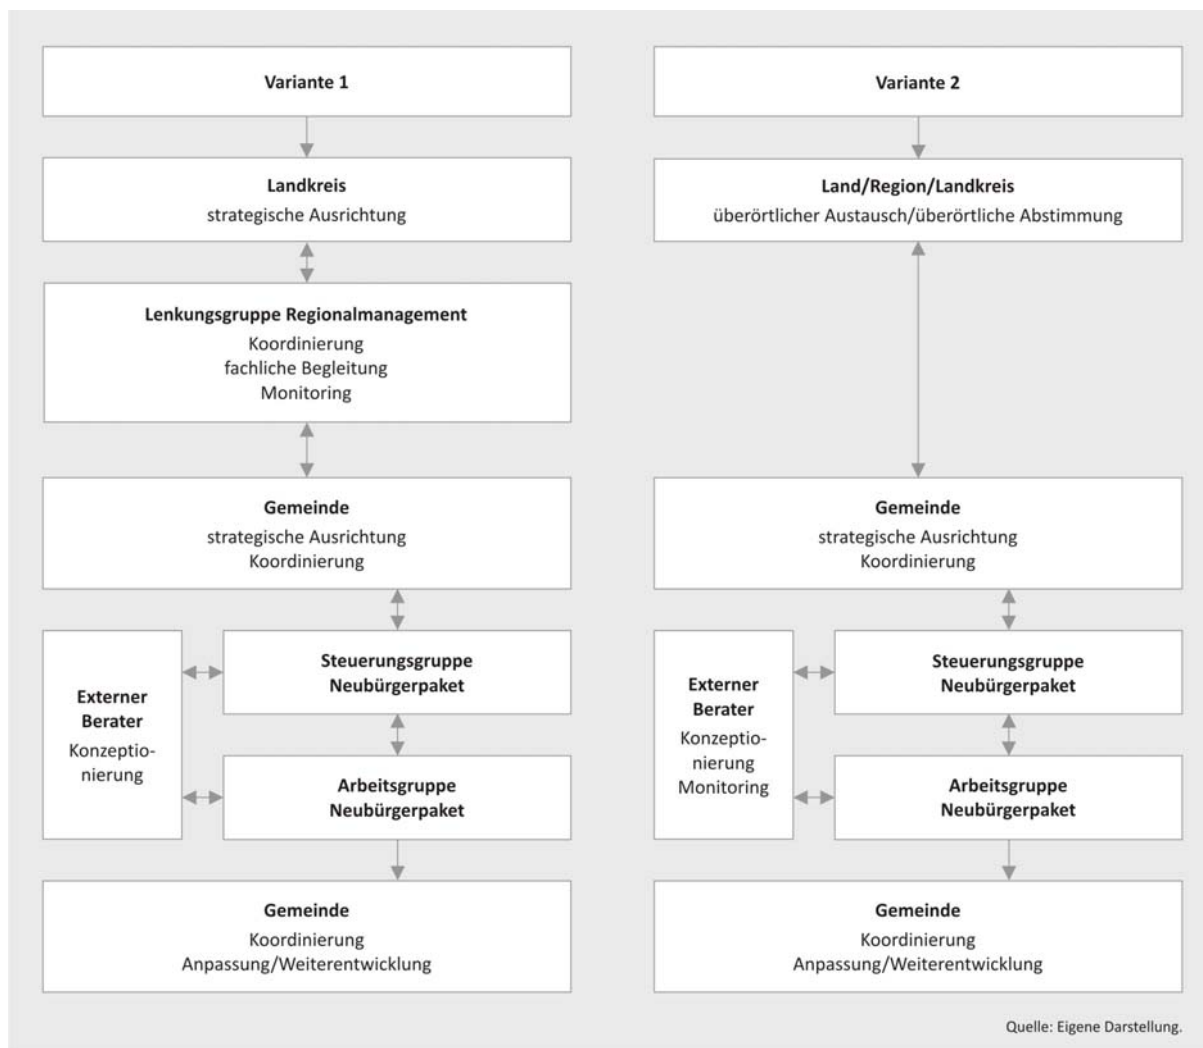 Variante 1
Landkreis
strategische Ausrichtung
Lenkungsgruppe Regionalmanagement
Koordinierung
fachliche Begleitung
Monitoring
Gemeinde
strategische Ausrichtung
Koordinierung
Externer
Berater
Konzeptio-
nierung
Steuerungsgruppe
Neubürgerpaket
Arbeitsgruppe
Neubürgerpaket
Gemeinde
Koordinierung
Anpassung/Weiterentwicklung
Variante 2
Land/Region/Landkreis
überörtlicher Austausch/überörtliche Abstimmung
Gemeinde
strategische Ausrichtung
Koordinierung
Externer
Berater
Konzeptio-
nierung
Monitoring
Steuerungsgruppe
Neubürgerpaket
Arbeitsgruppe
Neubürgerpaket
Gemeinde
Koordinierung
Anpassung/Weiterentwicklung
Quelle: Eigene Darstellung.